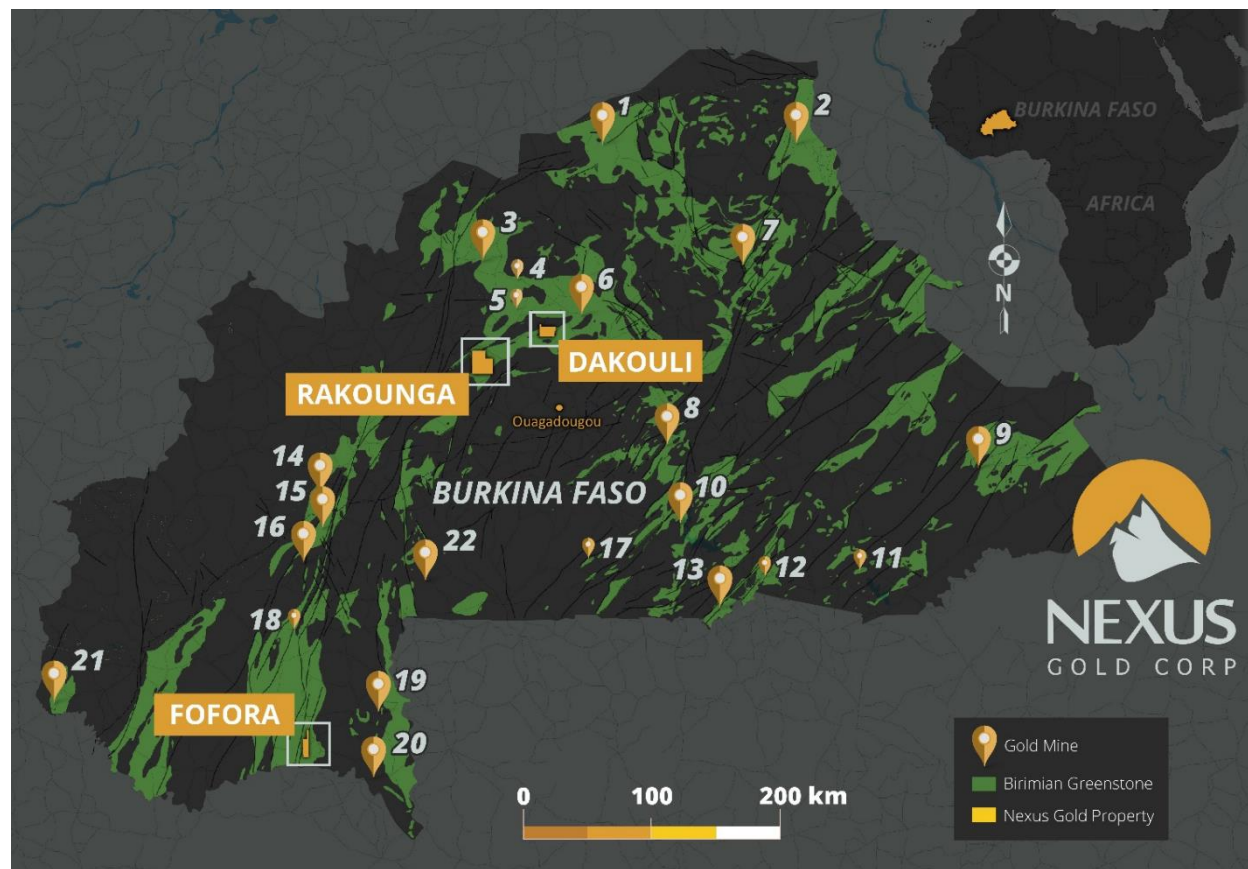 1
2
3
4
5
6
7
8
9
10
11
12
13
14
15
16
17
18
19
20
21
22
DAKOULI
RAKOUNGA
Ouagadougou
BURKINA FASO
FOFORA
BURKINA FASO
AFRICA
N
NEXUS
GOLD CORP
0 100 200 km
Gold Mine
Birimian Greenstone
Nexus Gold Property